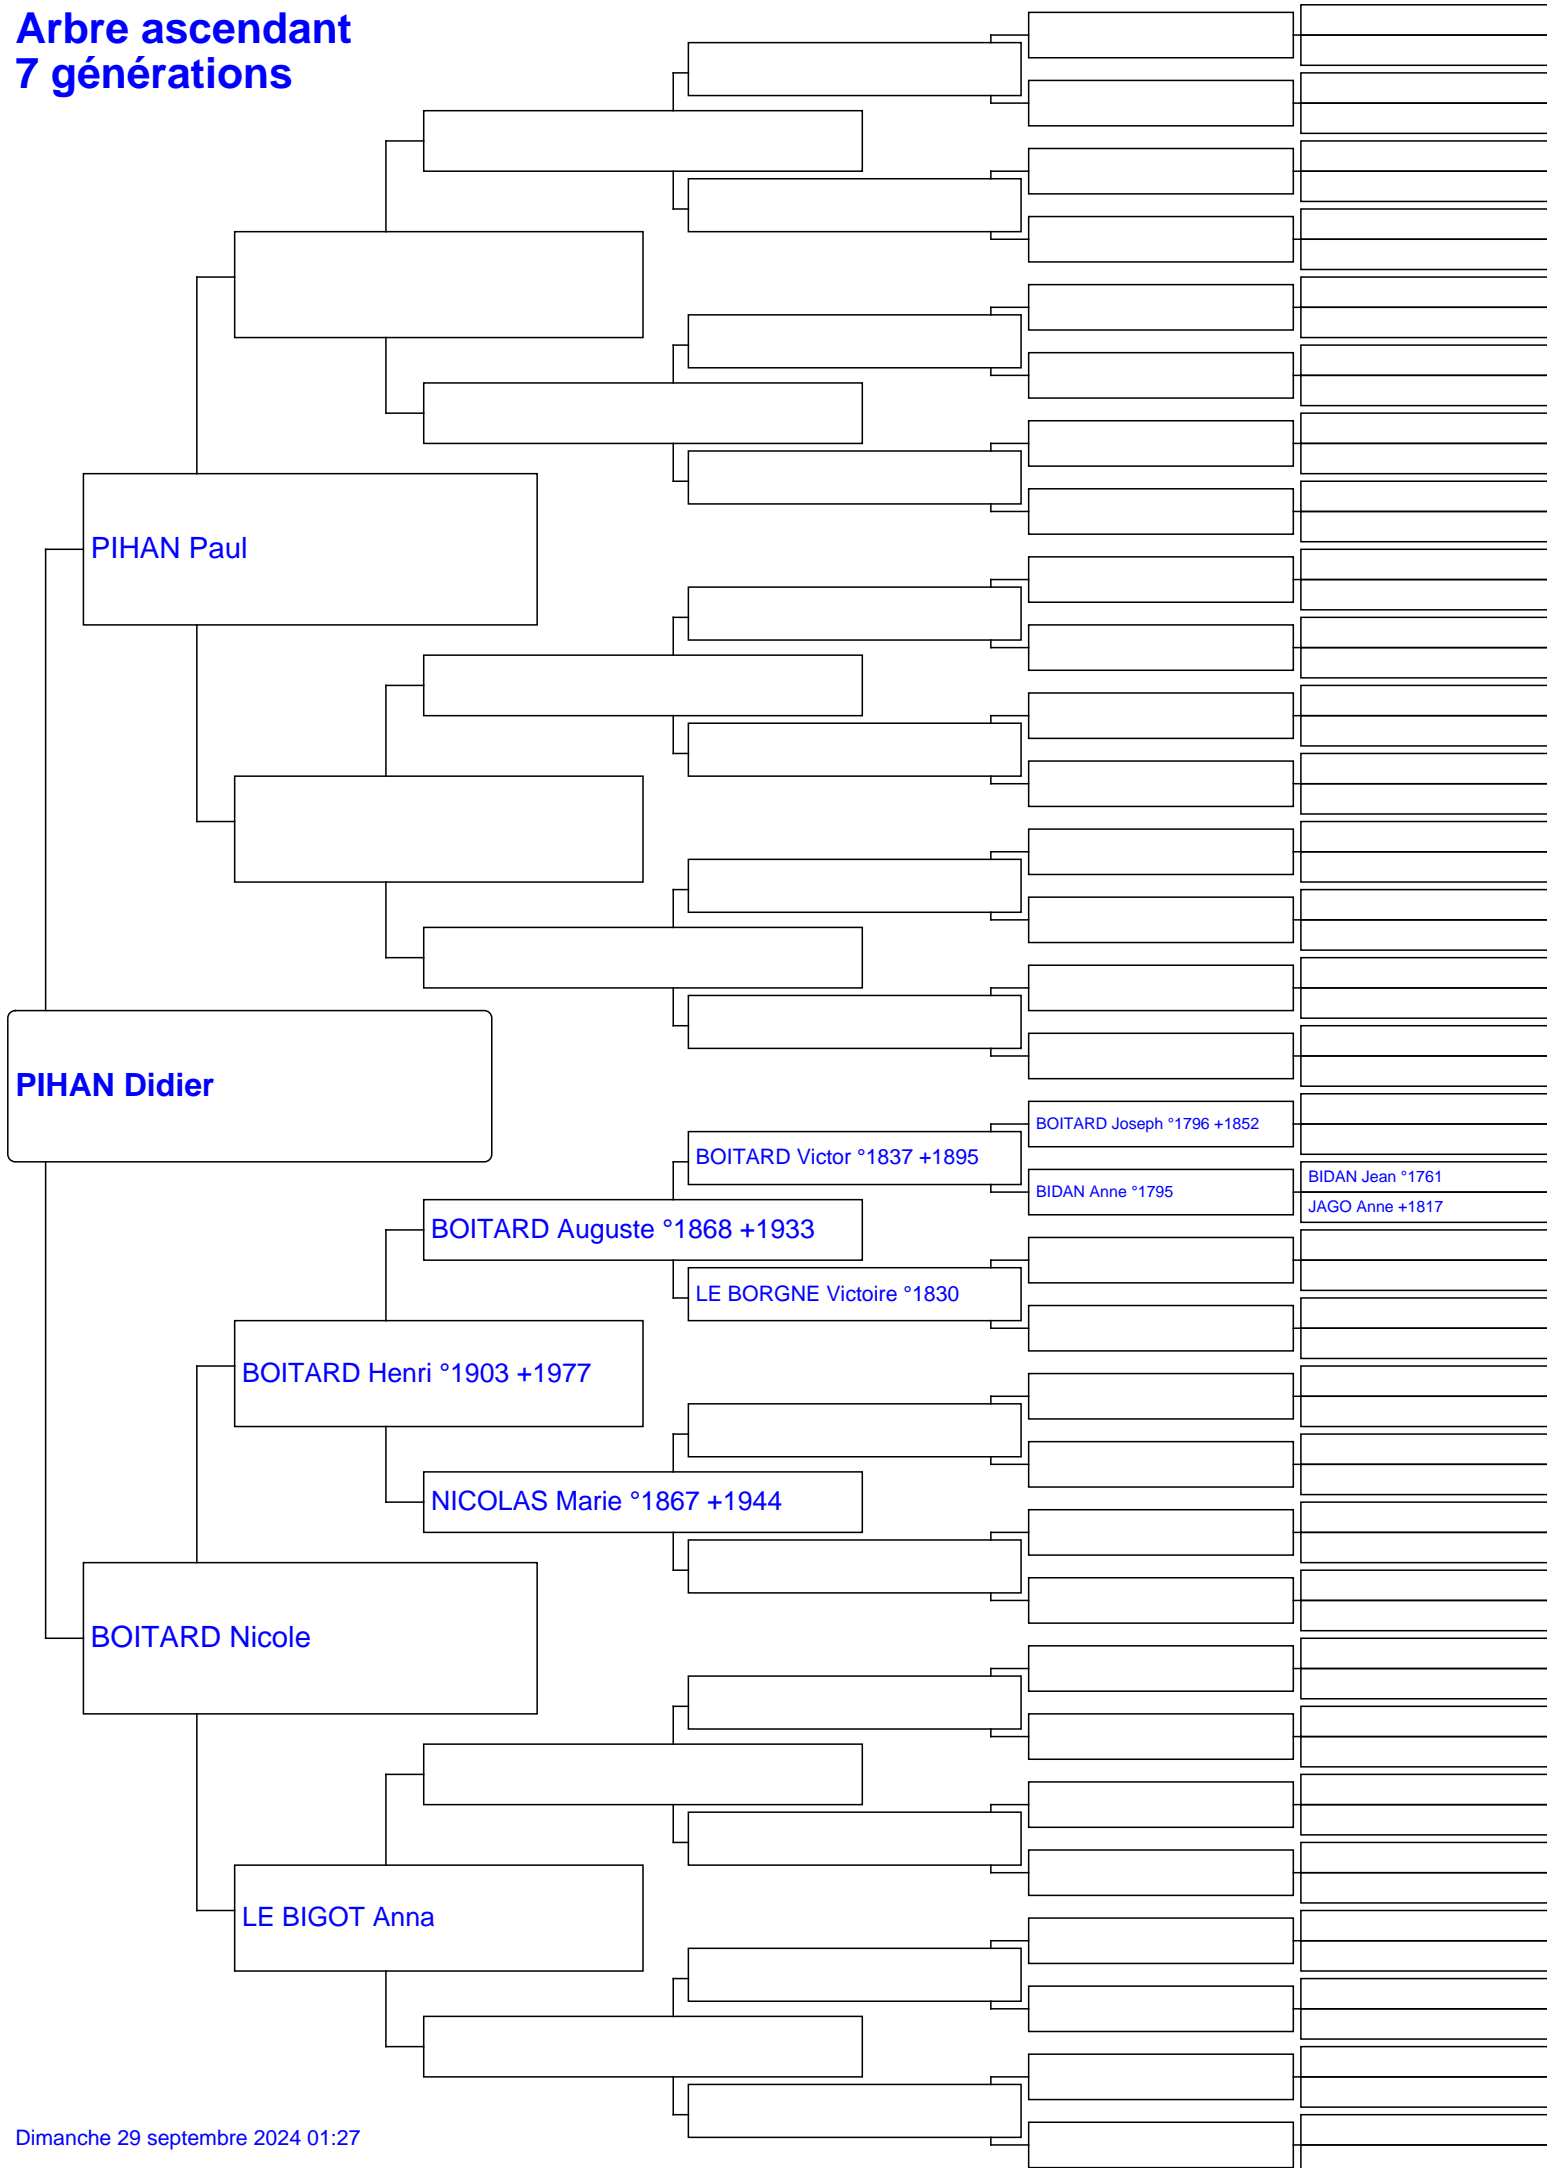 Arbre ascendant
7 générations
PIHAN Paul
PIHAN Didier
BOITARD Joseph °1796 +1852
BOITARD Victor °1837 +1895
BIDAN Jean °1761
BIDAN Anne °1795
JAGO Anne +1817
BOITARD Auguste °1868 +1933
LE BORGNE Victoire °1830
BOITARD Henri °1903 +1977
NICOLAS Marie °1867 +1944
BOITARD Nicole
LE BIGOT Anna
Dimanche 29 septembre 2024 01:27